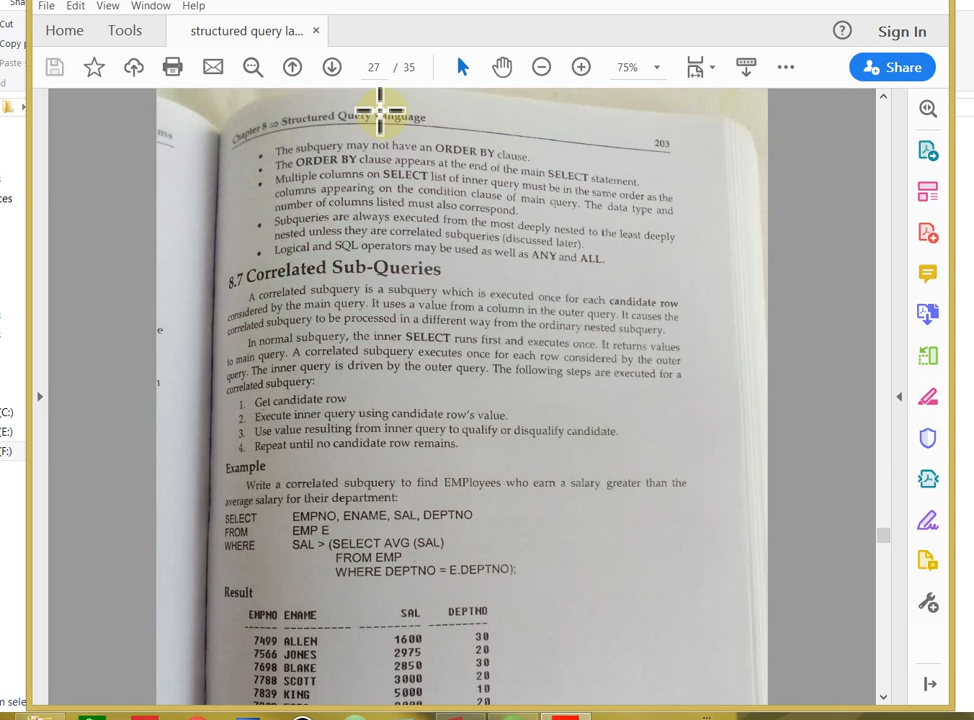 Sha
File Edit View Window Help
Cut
Home Tools structured query la... × ? Sign In
Copy
Paste
27 / 35 75% Share
Chapter 8 ⇒ Structured Query Language 203
• The subquery may not have an ORDER BY clause.
• The ORDER BY clause appears at the end of the main SELECT statement.
• Multiple columns on SELECT list of inner query must be in the same order as the
columns appearing on the condition clause of main query. The data type and
number of columns listed must also correspond.
• Subqueries are always executed from the most deeply nested to the least deeply
nested unless they are correlated subqueries (discussed later).
• Logical and SQL operators may be used as well as ANY and ALL.
8.7 Correlated Sub-Queries
A correlated subquery is a subquery which is executed once for each candidate row
considered by the main query. It uses a value from a column in the outer query. It causes the
correlated subquery to be processed in a different way from the ordinary nested subquery.
In normal subquery, the inner SELECT runs first and executes once. It returns values
to main query. A correlated subquery executes once for each row considered by the outer
query. The inner query is driven by the outer query. The following steps are executed for a
correlated subquery:
1. Get candidate row
2. Execute inner query using candidate row's value.
3. Use value resulting from inner query to qualify or disqualify candidate.
4. Repeat until no candidate row remains.
Example
Write a correlated subquery to find EMPloyees who earn a salary greater than the
average salary for their department:
SELECT EMPNO, ENAME, SAL, DEPTNO
FROM EMP E
WHERE SAL > (SELECT AVG (SAL)
FROM EMP
WHERE DEPTNO = E.DEPTNO);
Result
EMPNO ENAME SAL DEPTNO
7499 ALLEN 1600 30
7566 JONES 2975 20
7698 BLAKE 2850 30
7788 SCOTT 3000 20
7839 KING 5000 10
20
(C:)
(E:)
(F:)